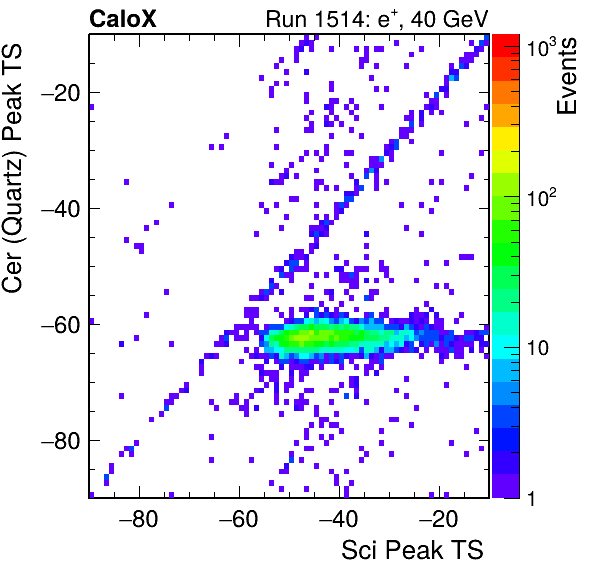 CaloX Run 1514: e⁺, 40 GeV
Cer (Quartz) Peak TS
−20
−40
−60
−80
−80 −60 −40 −20
Sci Peak TS
Events
10³
10²
10
1